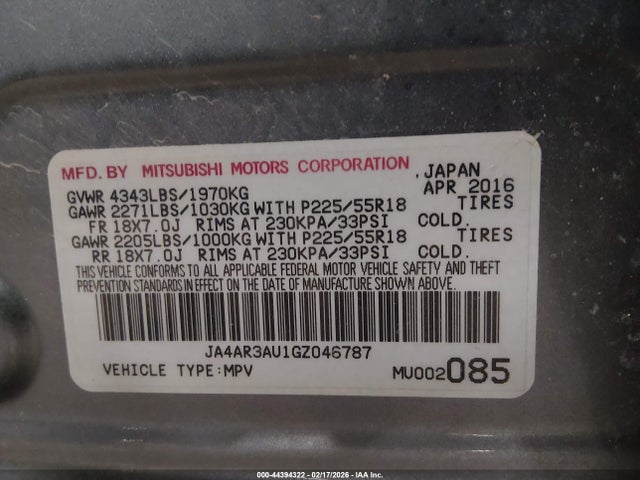 MFD. BY MITSUBISHI MOTORS CORPORATION , JAPAN
GVWR 4343LBS/1970KG APR 2016
GAWR 2271LBS/1030KG WITH P225/55R18 TIRES
FR 18X7.0J RIMS AT 230KPA/33PSI COLD.
GAWR 2205LBS/1000KG WITH P225/55R18 TIRES
RR 18X7.0J RIMS AT 230KPA/33PSI COLD.
THIS VEHICLE CONFORMS TO ALL APPLICABLE FEDERAL MOTOR VEHICLE SAFETY AND THEFT
PREVENTION STANDARDS IN EFFECT ON THE DATE OF MANUFACTURE SHOWN ABOVE.
JA4AR3AU1GZ046787
VEHICLE TYPE:MPV MU002085
000-44394322 - 02/17/2026 - IAA Inc.